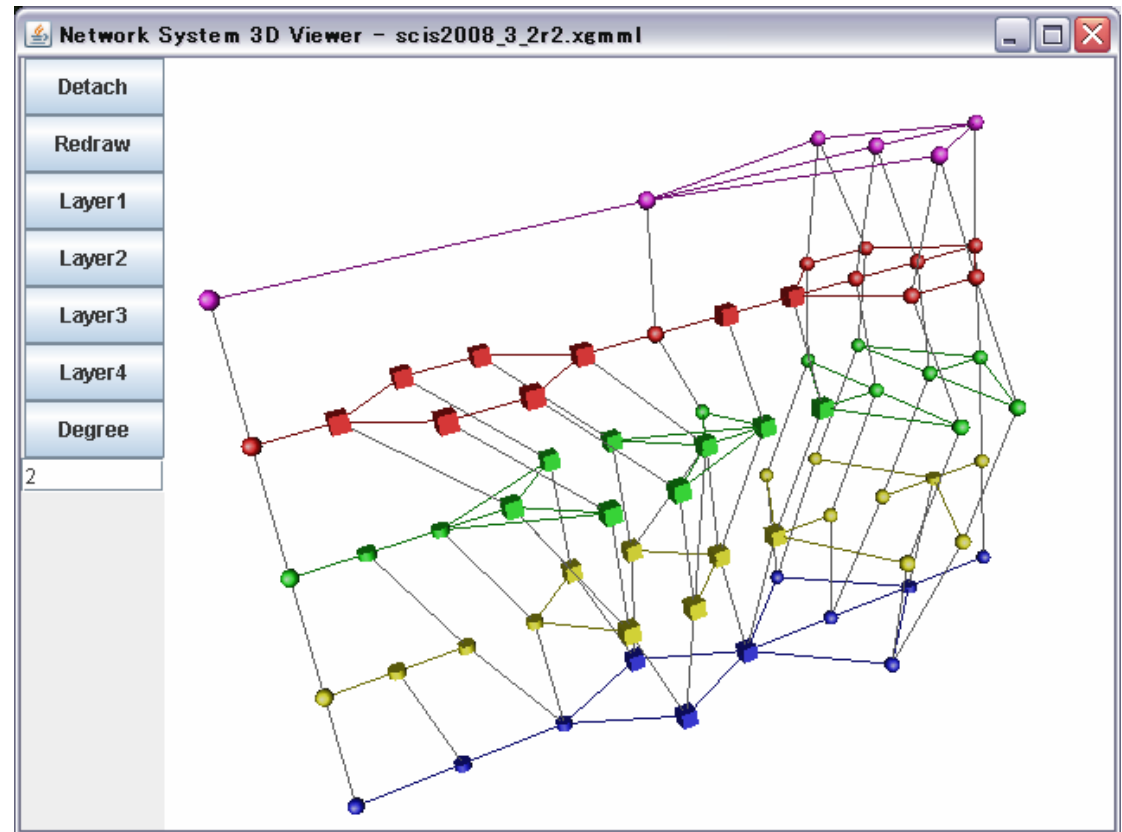 Network System 3D Viewer - scis2008_3_2r2.xgmml
Detach
Redraw
Layer1
Layer2
Layer3
Layer4
Degree
2